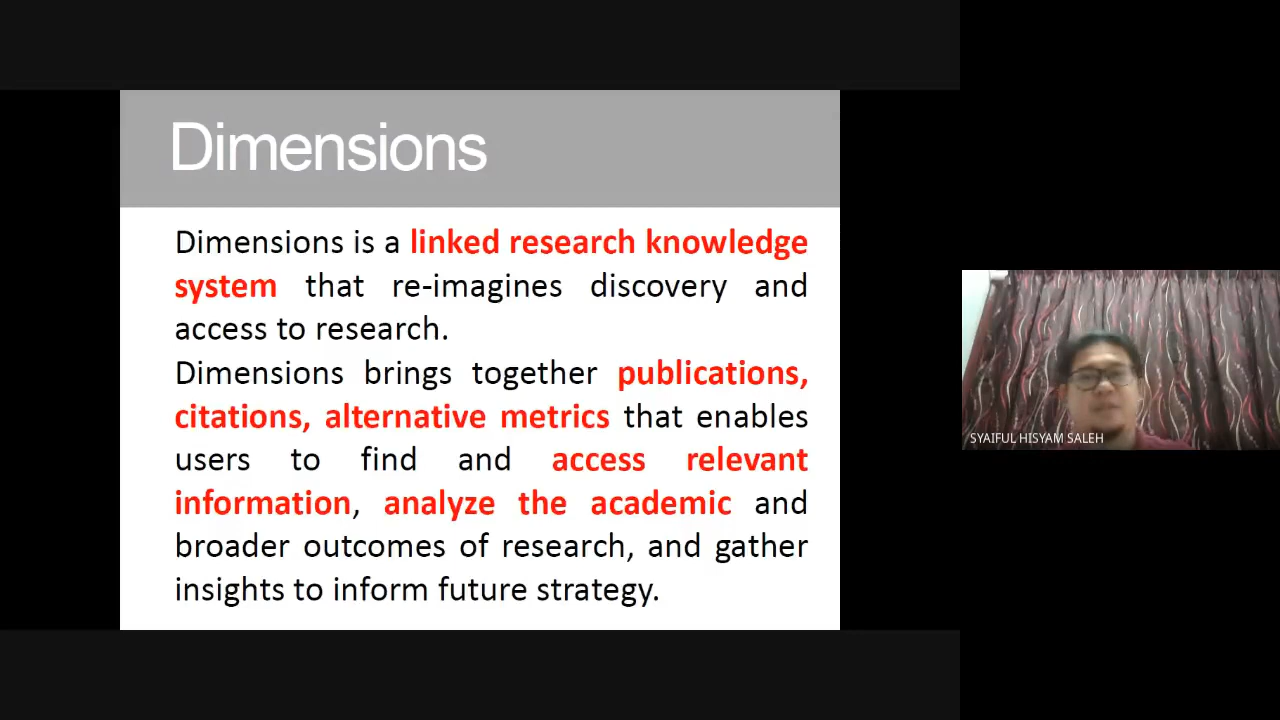 Dimensions
Dimensions is a linked research knowledge
system that re-imagines discovery and
access to research.
Dimensions brings together publications,
citations, alternative metrics that enables
users to find and access relevant
information, analyze the academic and
broader outcomes of research, and gather
insights to inform future strategy.
SYAIFUL HISYAM SALEH